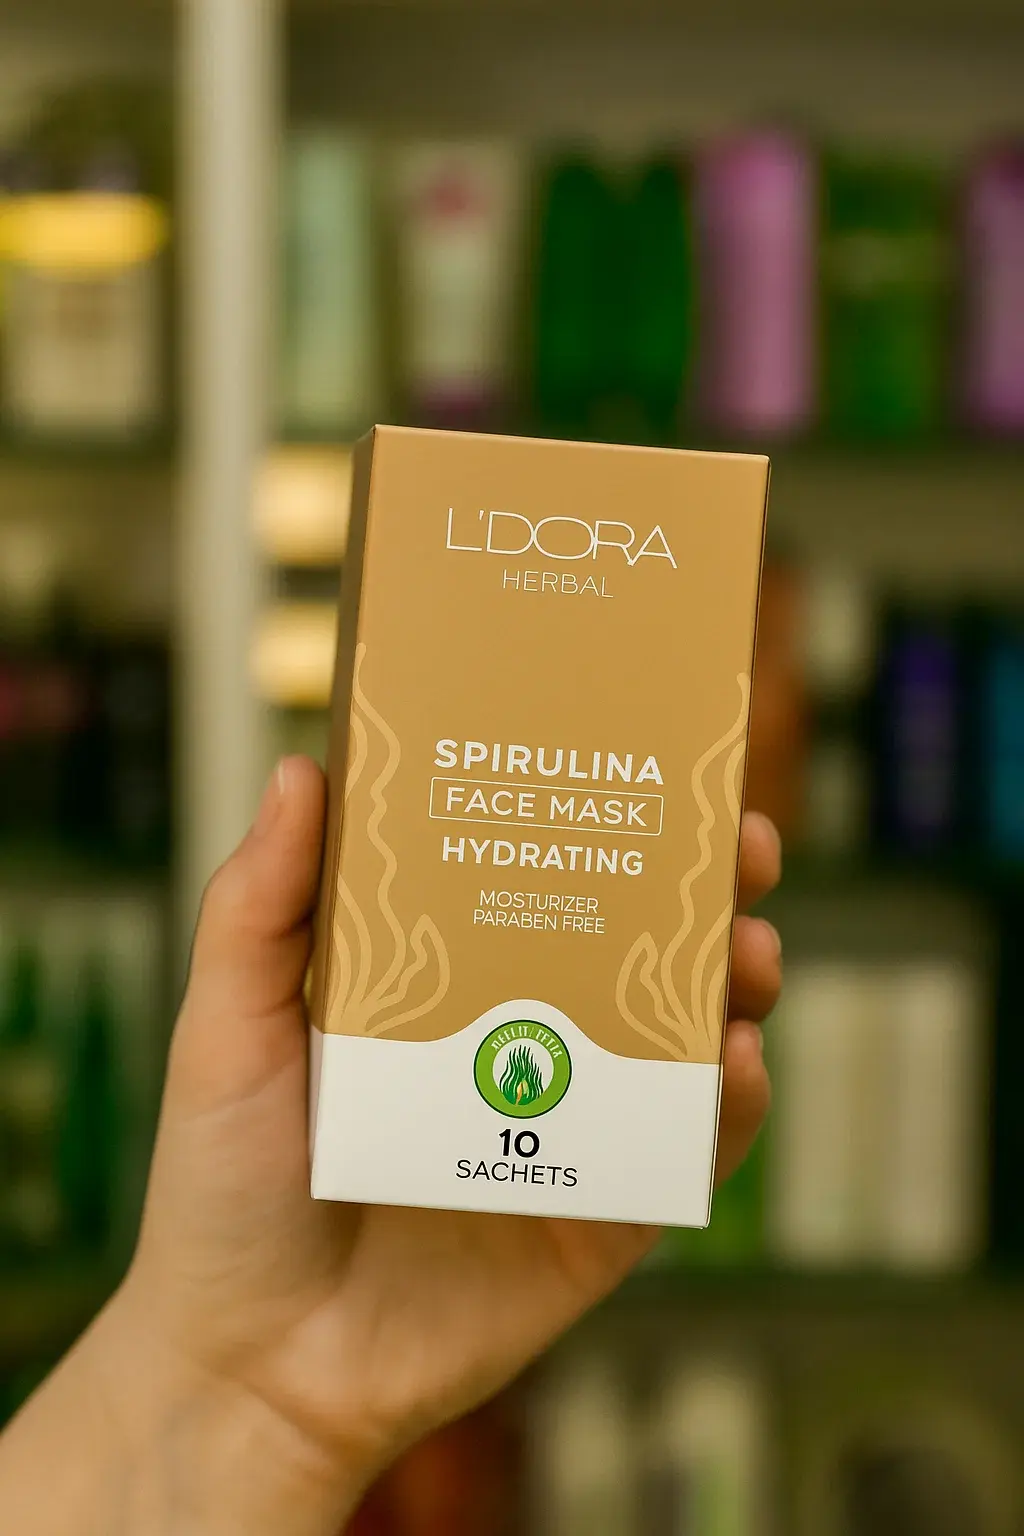 L'DORA
HERBAL
SPIRULINA
FACE MASK
HYDRATING
MOSTURIZER
PARABEN FREE
10
SACHETS